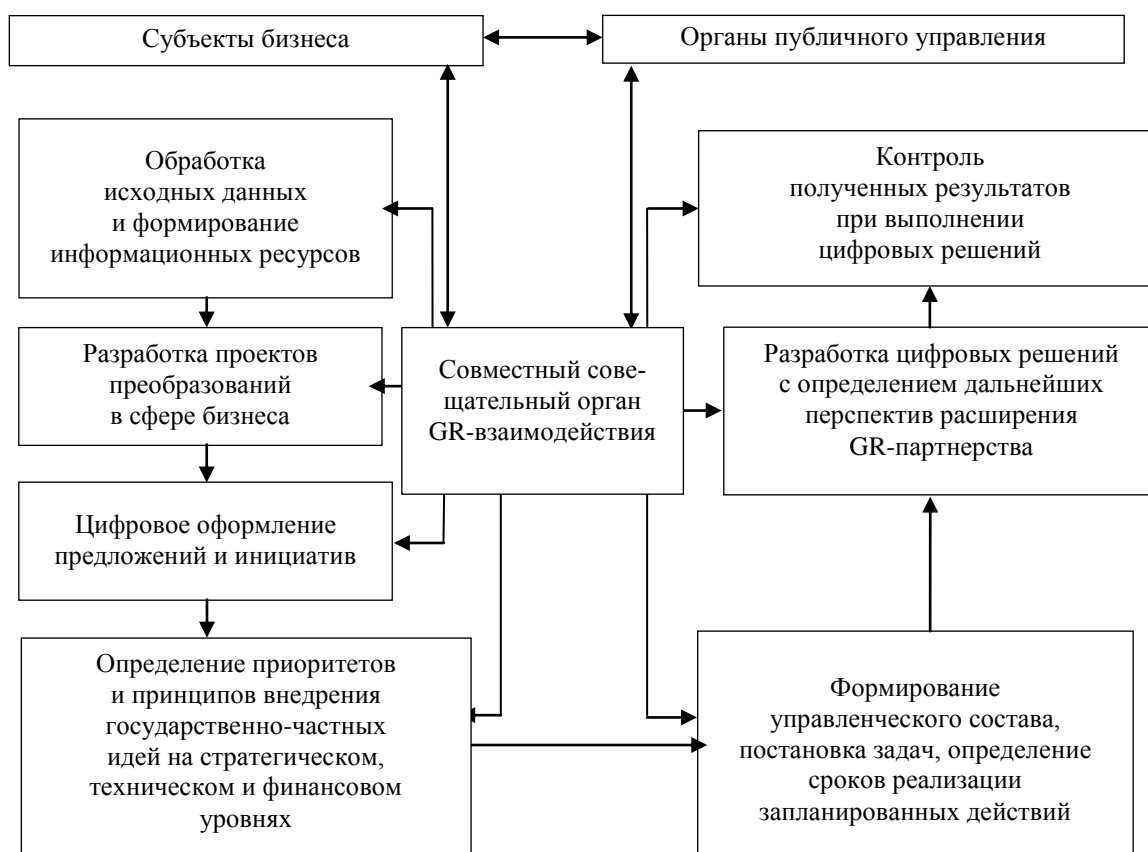 Субъекты бизнеса
Органы публичного управления
Обработка
исходных данных
и формирование
информационных ресурсов
Контроль
полученных результатов
при выполнении
цифровых решений
Разработка проектов
преобразований
в сфере бизнеса
Совместный сове-
щательный орган
GR-взаимодействия
Разработка цифровых решений
с определением дальнейших
перспектив расширения
GR-партнерства
Цифровое оформление
предложений и инициатив
Определение приоритетов
и принципов внедрения
государственно-частных
идей на стратегическом,
техническом и финансовом
уровнях
Формирование
управленческого состава,
постановка задач, определение
сроков реализации
запланированных действий